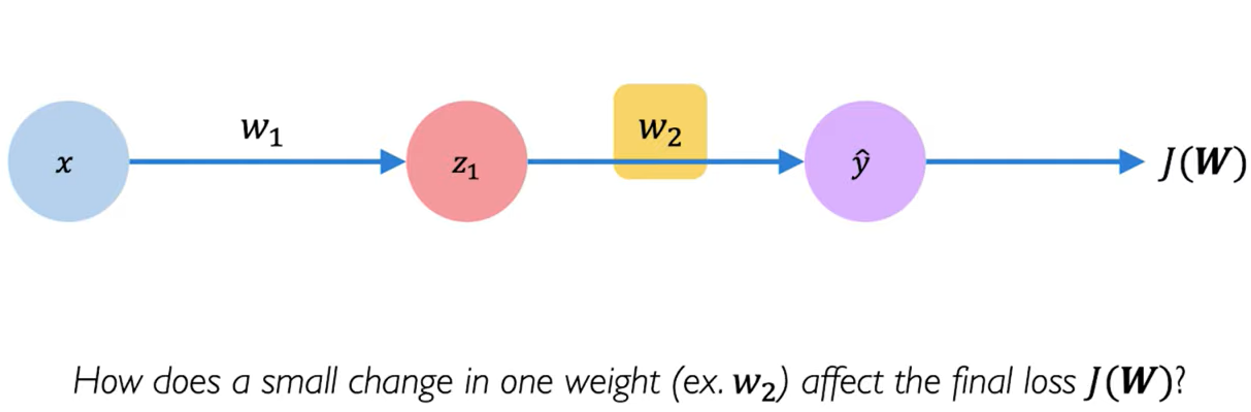 x
w₁
z₁
w₂
ŷ
J(W)
How does a small change in one weight (ex. w₂) affect the final loss J(W)?